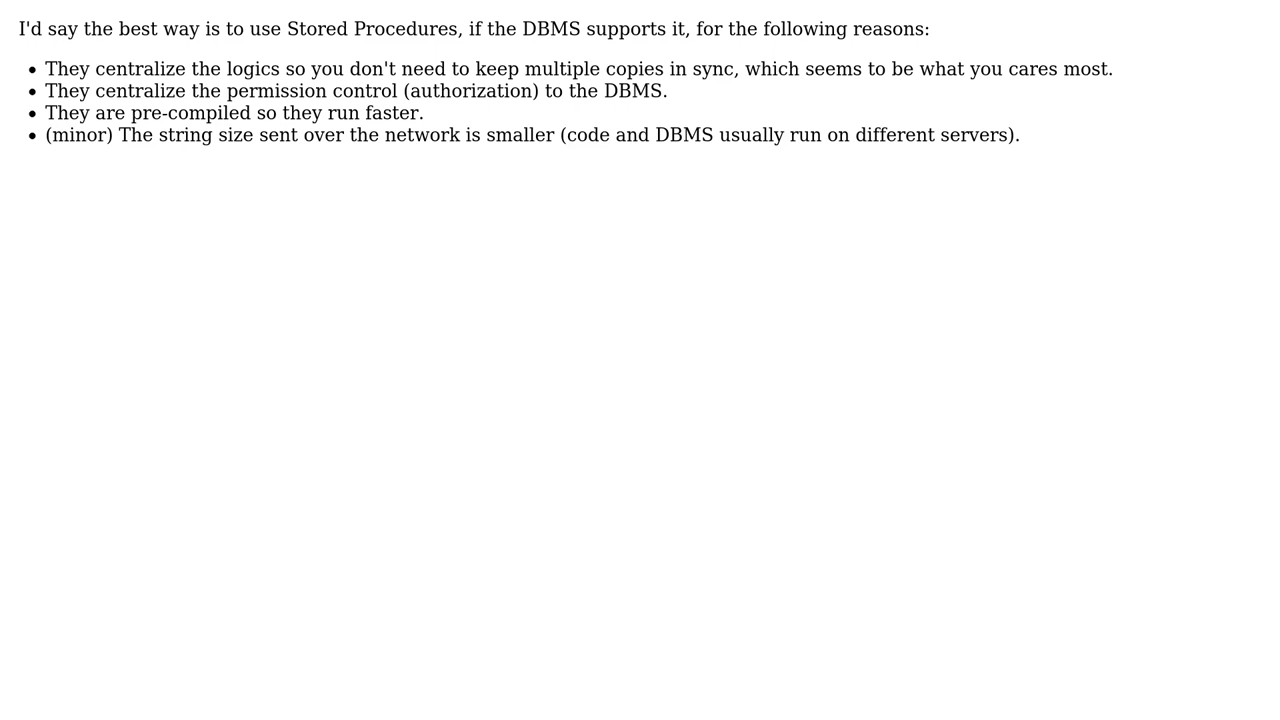 I'd say the best way is to use Stored Procedures, if the DBMS supports it, for the following reasons:
• They centralize the logics so you don't need to keep multiple copies in sync, which seems to be what you cares most.
• They centralize the permission control (authorization) to the DBMS.
• They are pre-compiled so they run faster.
• (minor) The string size sent over the network is smaller (code and DBMS usually run on different servers).